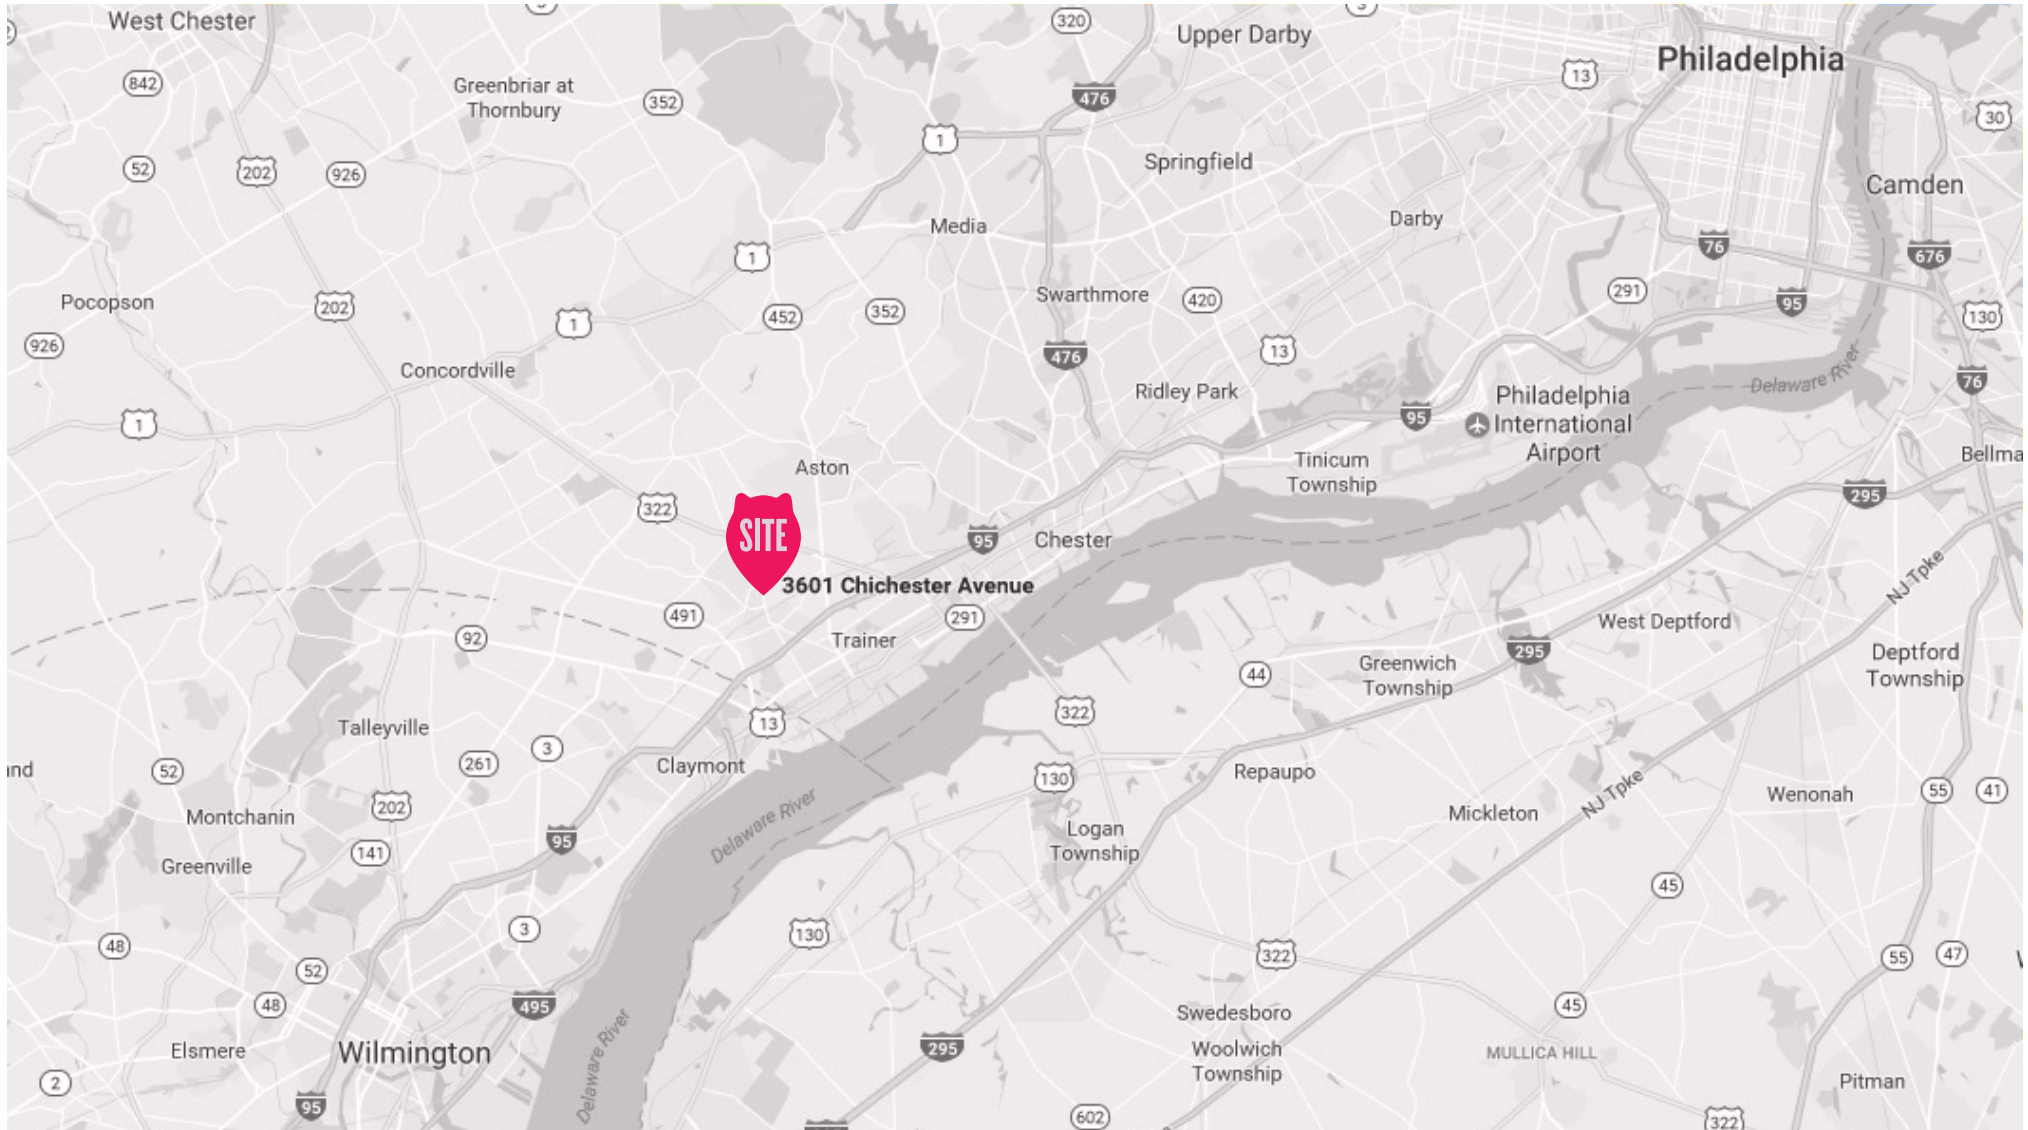 West Chester
320
Upper Darby
Philadelphia
13
842
Greenbriar at
Thornbury
352
476
30
1
52
202
926
Springfield
Camden
Media
Darby
1
76
676
Pocopson
202
Swarthmore
420
291
95
452
352
1
130
926
13
476
Concordville
Delaware River
76
Ridley Park
Philadelphia
International
Airport
95
1
Bellma
Aston
Tinicum
Township
295
322
SITE
95
Chester
3601 Chichester Avenue
NJ Tpke
491
291
West Deptford
92
Trainer
295
Deptford
Township
Greenwich
Township
44
322
13
Talleyville
3
261
Claymont
52
nd
130
Repaupo
NJ Tpke
Wenonah
55
41
202
Montchanin
Mickleton
Delaware River
Logan
Township
95
141
Greenville
45
3
130
48
322
55
47
52
48
495
45
Swedesboro
295
Elsmere
Wilmington
Woolwich
Township
MULLICA HILL
Delaware River
2
Pitman
95
602
322